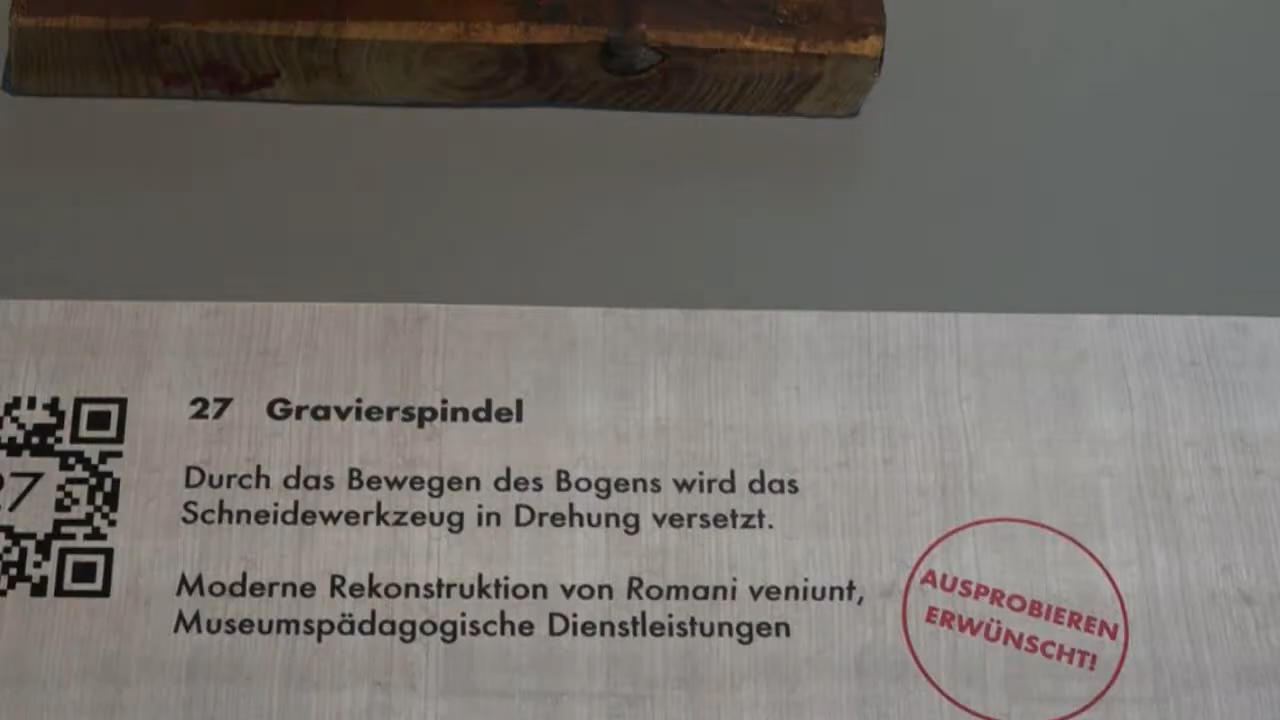 27 Gravierspindel
27
Durch das Bewegen des Bogens wird das
Schneidewerkzeug in Drehung versetzt.
Moderne Rekonstruktion von Romani veniunt,
Museumspädagogische Dienstleistungen
AUSPROBIEREN
ERWÜNSCHT!